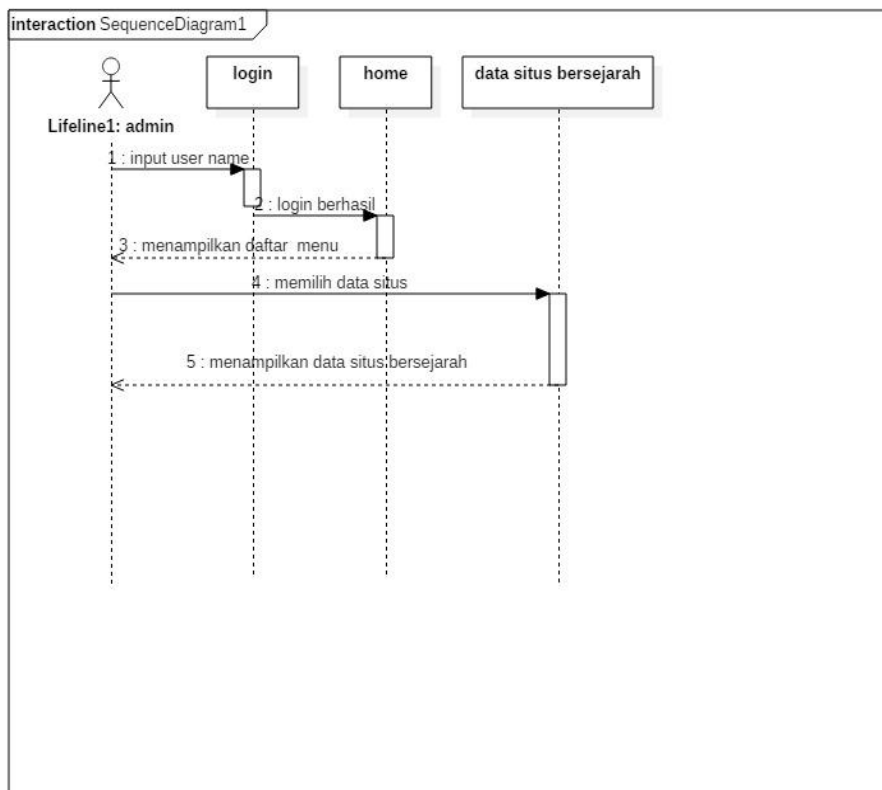 interaction SequenceDiagram1
login
home
data situs bersejarah
Lifeline1: admin
1 : input user name
2 : login berhasil
3 : menampilkan daftar menu
4 : memilih data situs
5 : menampilkan data situs bersejarah